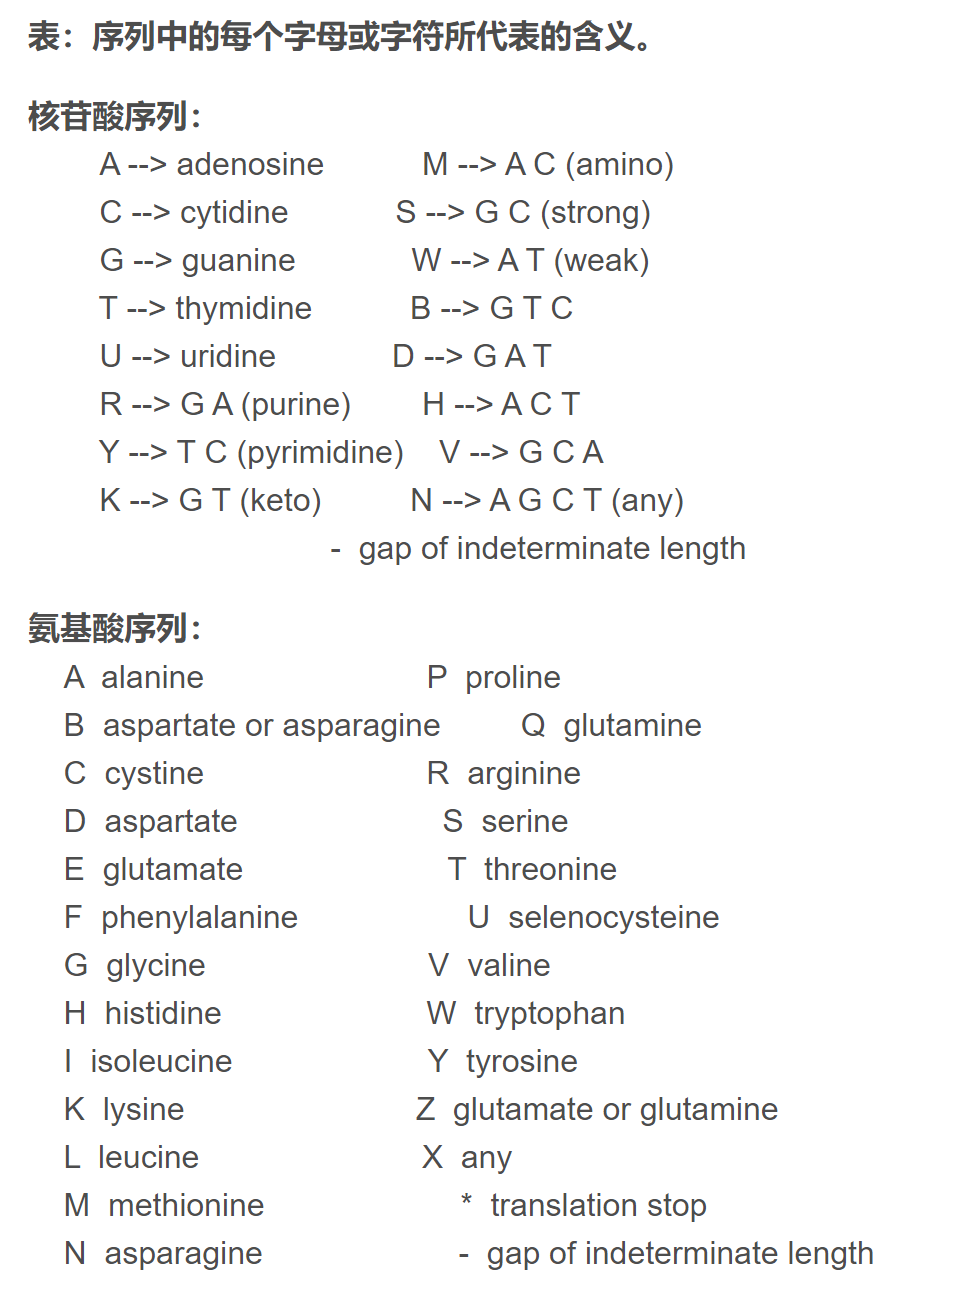 表：序列中的每个字母或字符所代表的含义。
核苷酸序列：
A --> adenosine M --> A C (amino)
C --> cytidine S --> G C (strong)
G --> guanine W --> A T (weak)
T --> thymidine B --> G T C
U --> uridine D --> G A T
R --> G A (purine) H --> A C T
Y --> T C (pyrimidine) V --> G C A
K --> G T (keto) N --> A G C T (any)
- gap of indeterminate length
氨基酸序列：
A alanine P proline
B aspartate or asparagine Q glutamine
C cystine R arginine
D aspartate S serine
E glutamate T threonine
F phenylalanine U selenocysteine
G glycine V valine
H histidine W tryptophan
I isoleucine Y tyrosine
K lysine Z glutamate or glutamine
L leucine X any
M methionine * translation stop
N asparagine - gap of indeterminate length